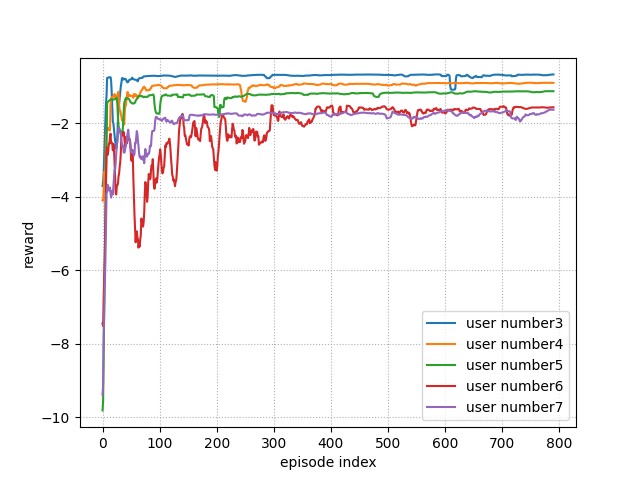 −2
−4
−6
−8
−10
reward
0 100 200 300 400 500 600 700 800
episode index
user number3
user number4
user number5
user number6
user number7